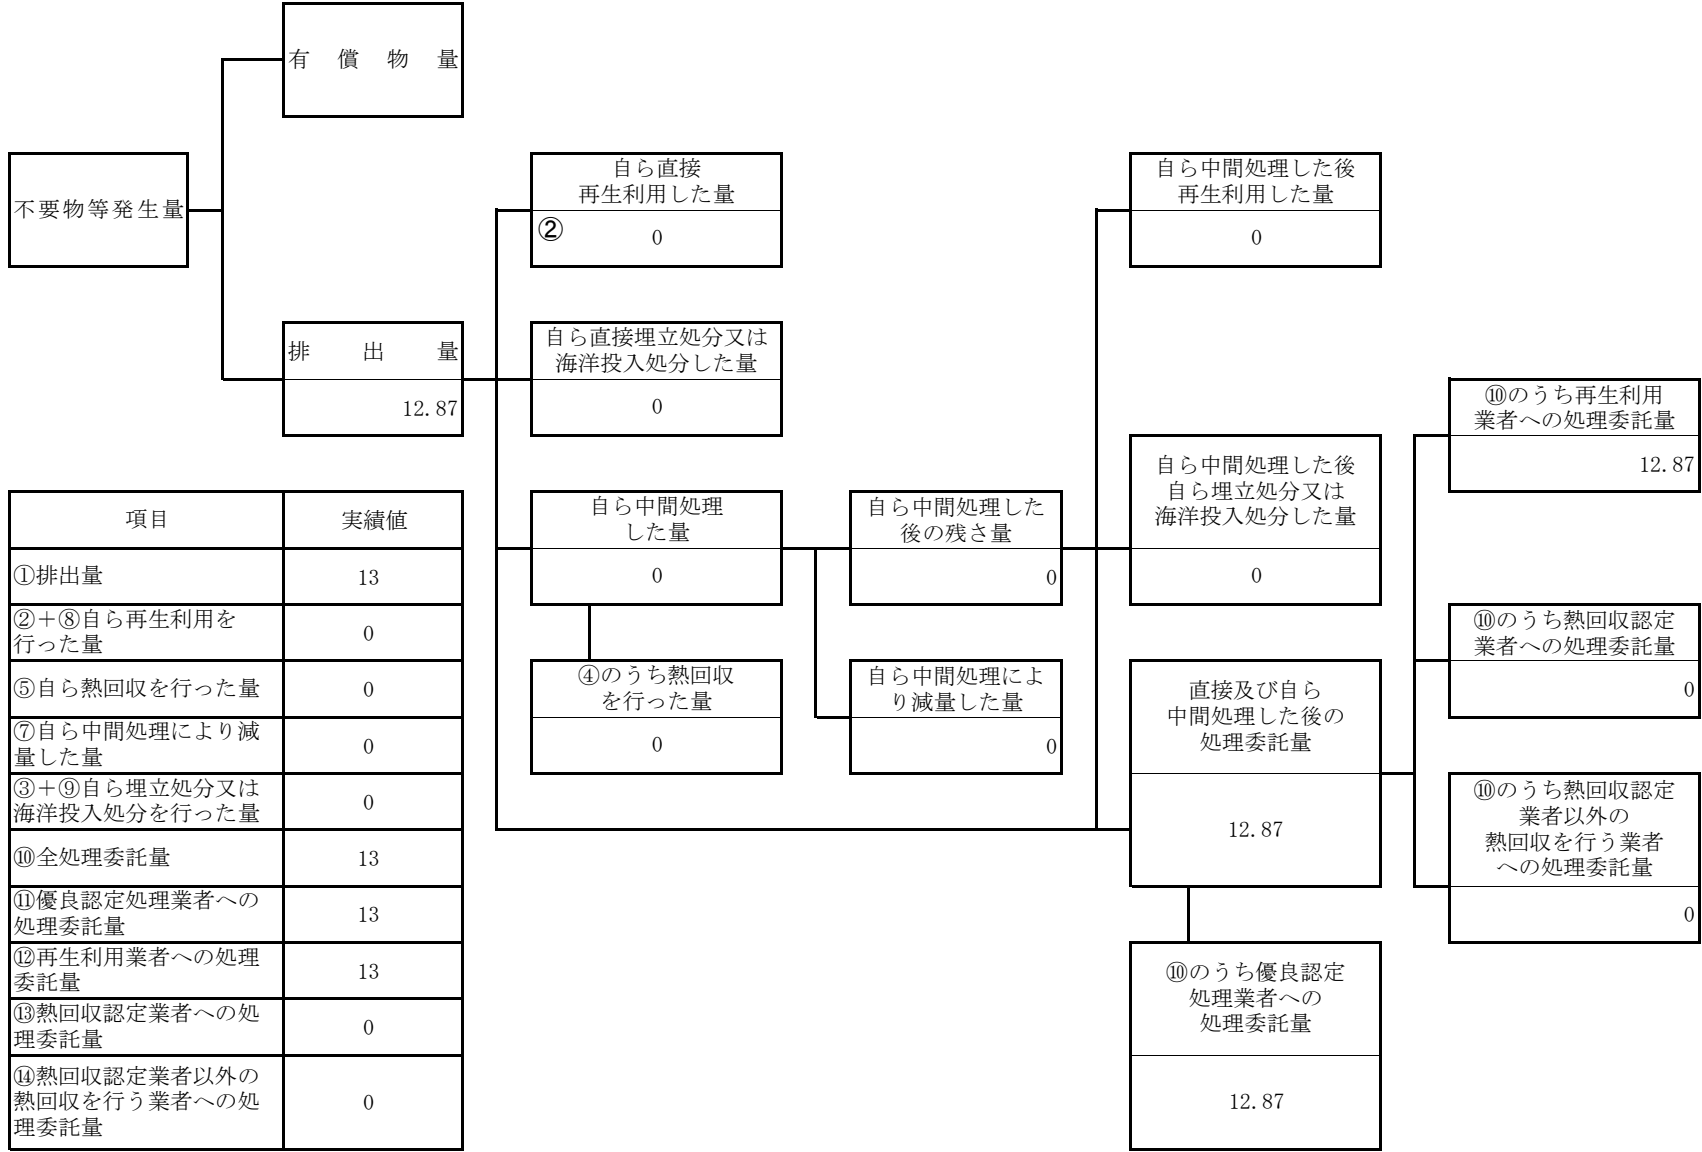 有償物量
不要物等発生量
排出量
12.87
自ら直接
再生利用した量
②
0
自ら直接埋立処分又は
海洋投入処分した量
0
自ら中間処理
した量
0
④のうち熱回収
を行った量
0
自ら中間処理した
後の残さ量
0
自ら中間処理によ
り減量した量
0
自ら中間処理した後
再生利用した量
0
自ら中間処理した後
自ら埋立処分又は
海洋投入処分した量
0
直接及び自ら
中間処理した後の
処理委託量
12.87
⑩のうち優良認定
処理業者への
処理委託量
12.87
⑩のうち再生利用
業者への処理委託量
12.87
⑩のうち熱回収認定
業者への処理委託量
0
⑩のうち熱回収認定
業者以外の
熱回収を行う業者
への処理委託量
0
項目 実績値
①排出量 13
②＋⑧自ら再生利用を
行った量 0
⑤自ら熱回収を行った量 0
⑦自ら中間処理により減
量した量 0
③＋⑨自ら埋立処分又は
海洋投入処分を行った量 0
⑩全処理委託量 13
⑪優良認定処理業者への
処理委託量 13
⑫再生利用業者への処理
委託量 13
⑬熱回収認定業者への処
理委託量 0
⑭熱回収認定業者以外の
熱回収を行う業者への処
理委託量 0